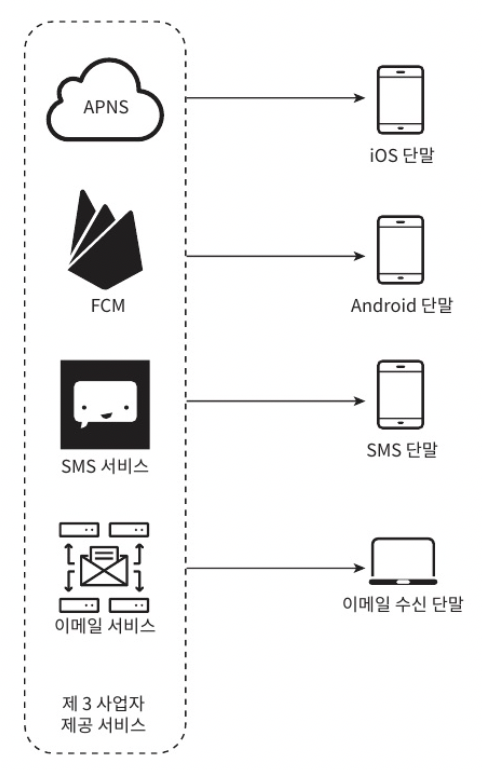 APNS
iOS 단말
FCM
Android 단말
SMS 서비스
SMS 단말
이메일 서비스
이메일 수신 단말
제 3 사업자
제공 서비스